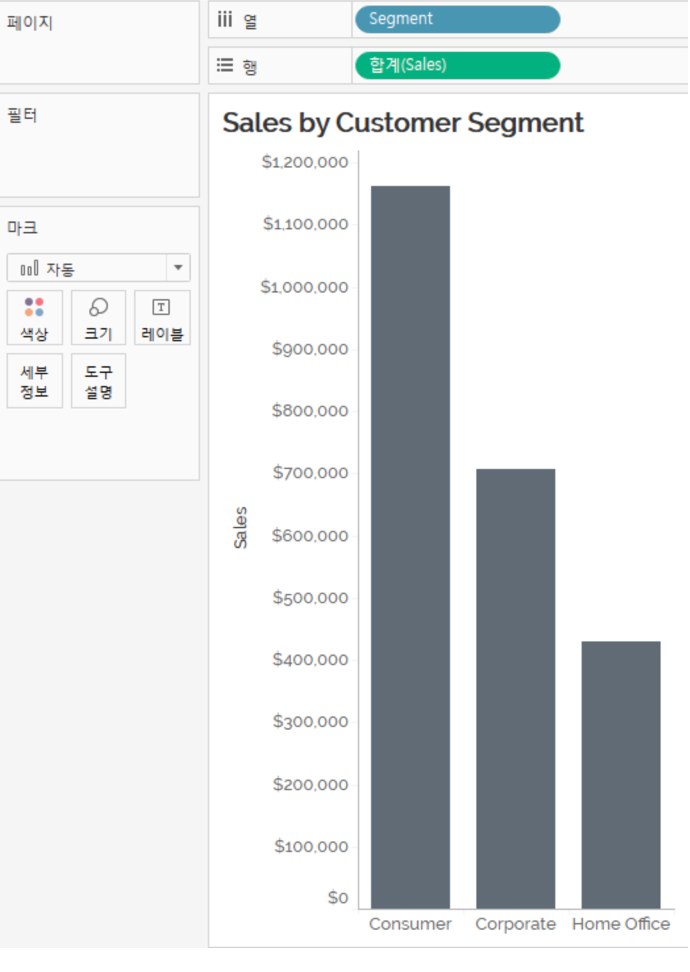 페이지
필터
마크
자동
색상
크기
레이블
세부
정보
도구
설명
열
Segment
행
합계(Sales)
Sales by Customer Segment
Sales
$1,200,000
$1,100,000
$1,000,000
$900,000
$800,000
$700,000
$600,000
$500,000
$400,000
$300,000
$200,000
$100,000
$0
Consumer
Corporate
Home Office